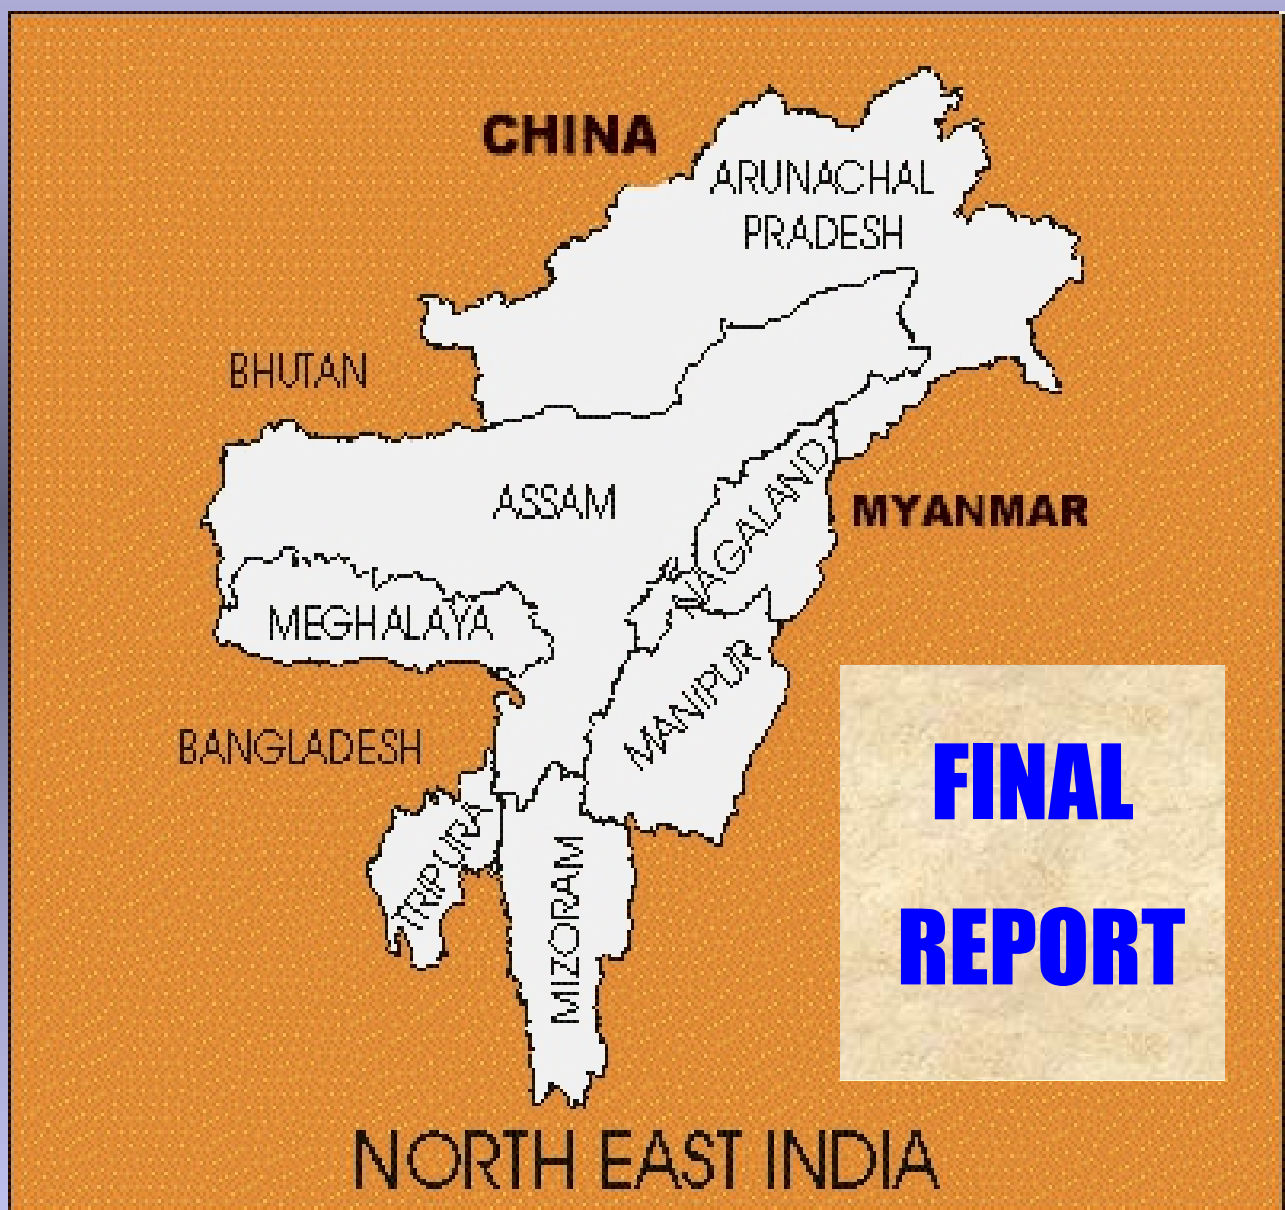 CHINA
ARUNACHAL
PRADESH
BHUTAN
ASSAM
NAGALAND
MYANMAR
MEGHALAYA
MANIPUR
BANGLADESH
TRIPURA
MIZORAM
FINAL
REPORT
NORTH EAST INDIA